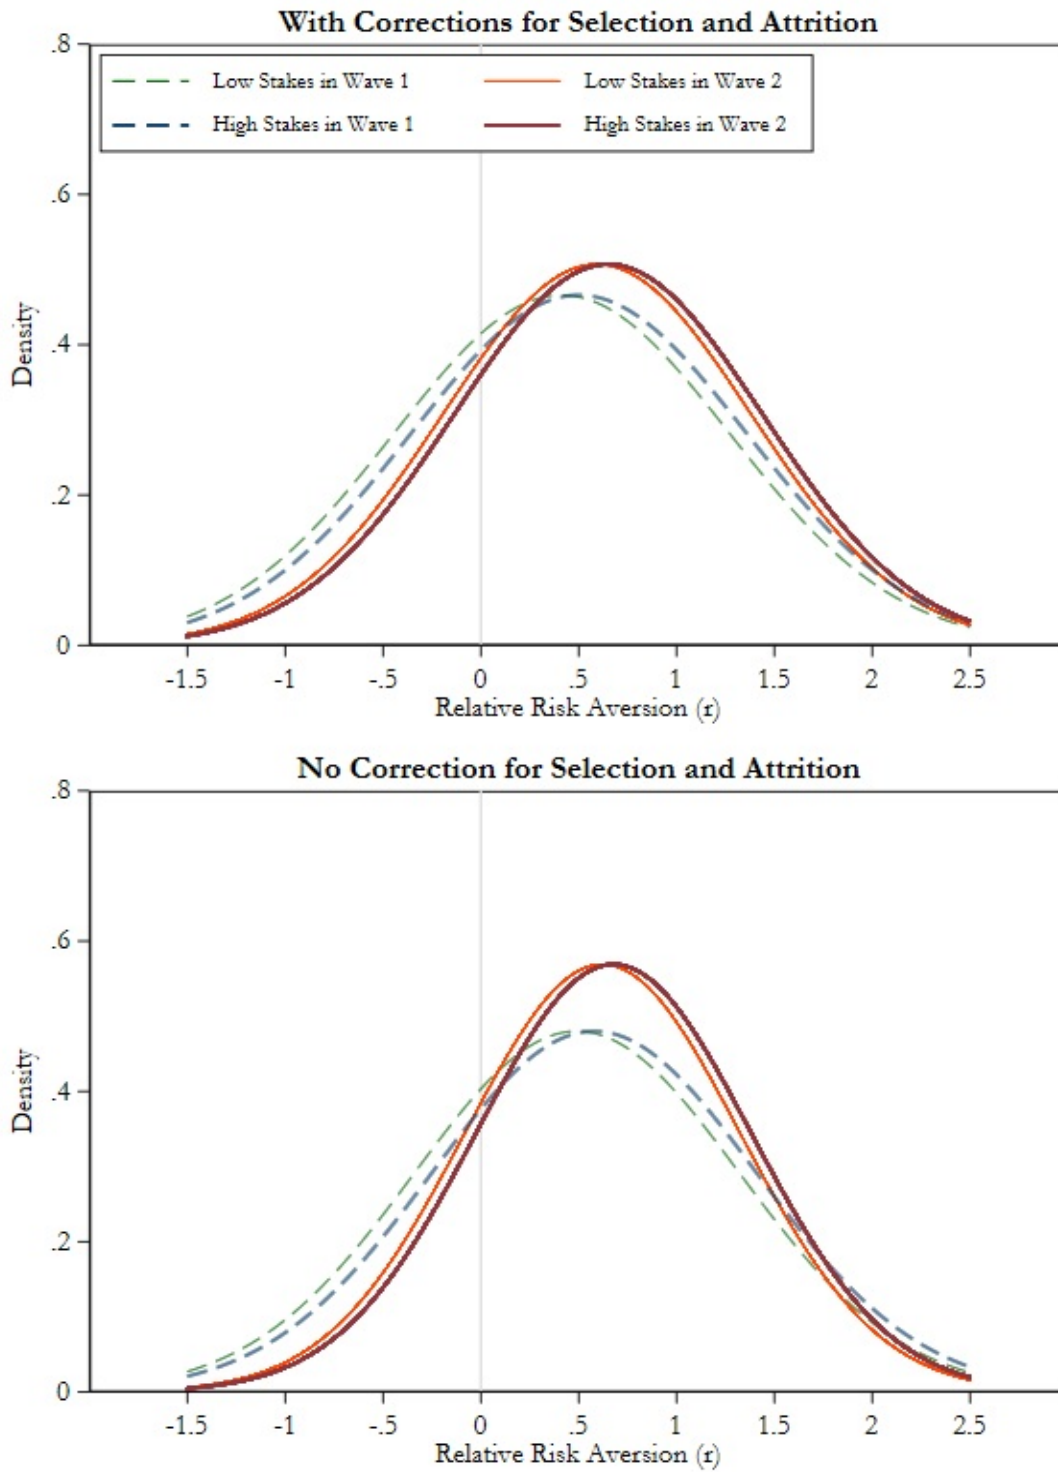 With Corrections for Selection and Attrition
.8
Low Stakes in Wave 1 Low Stakes in Wave 2
High Stakes in Wave 1 High Stakes in Wave 2
.6
Density
.4
.2
0
-1.5 -1 -.5 0 .5 1 1.5 2 2.5
Relative Risk Aversion (r)
No Correction for Selection and Attrition
.8
.6
Density
.4
.2
0
-1.5 -1 -.5 0 .5 1 1.5 2 2.5
Relative Risk Aversion (r)